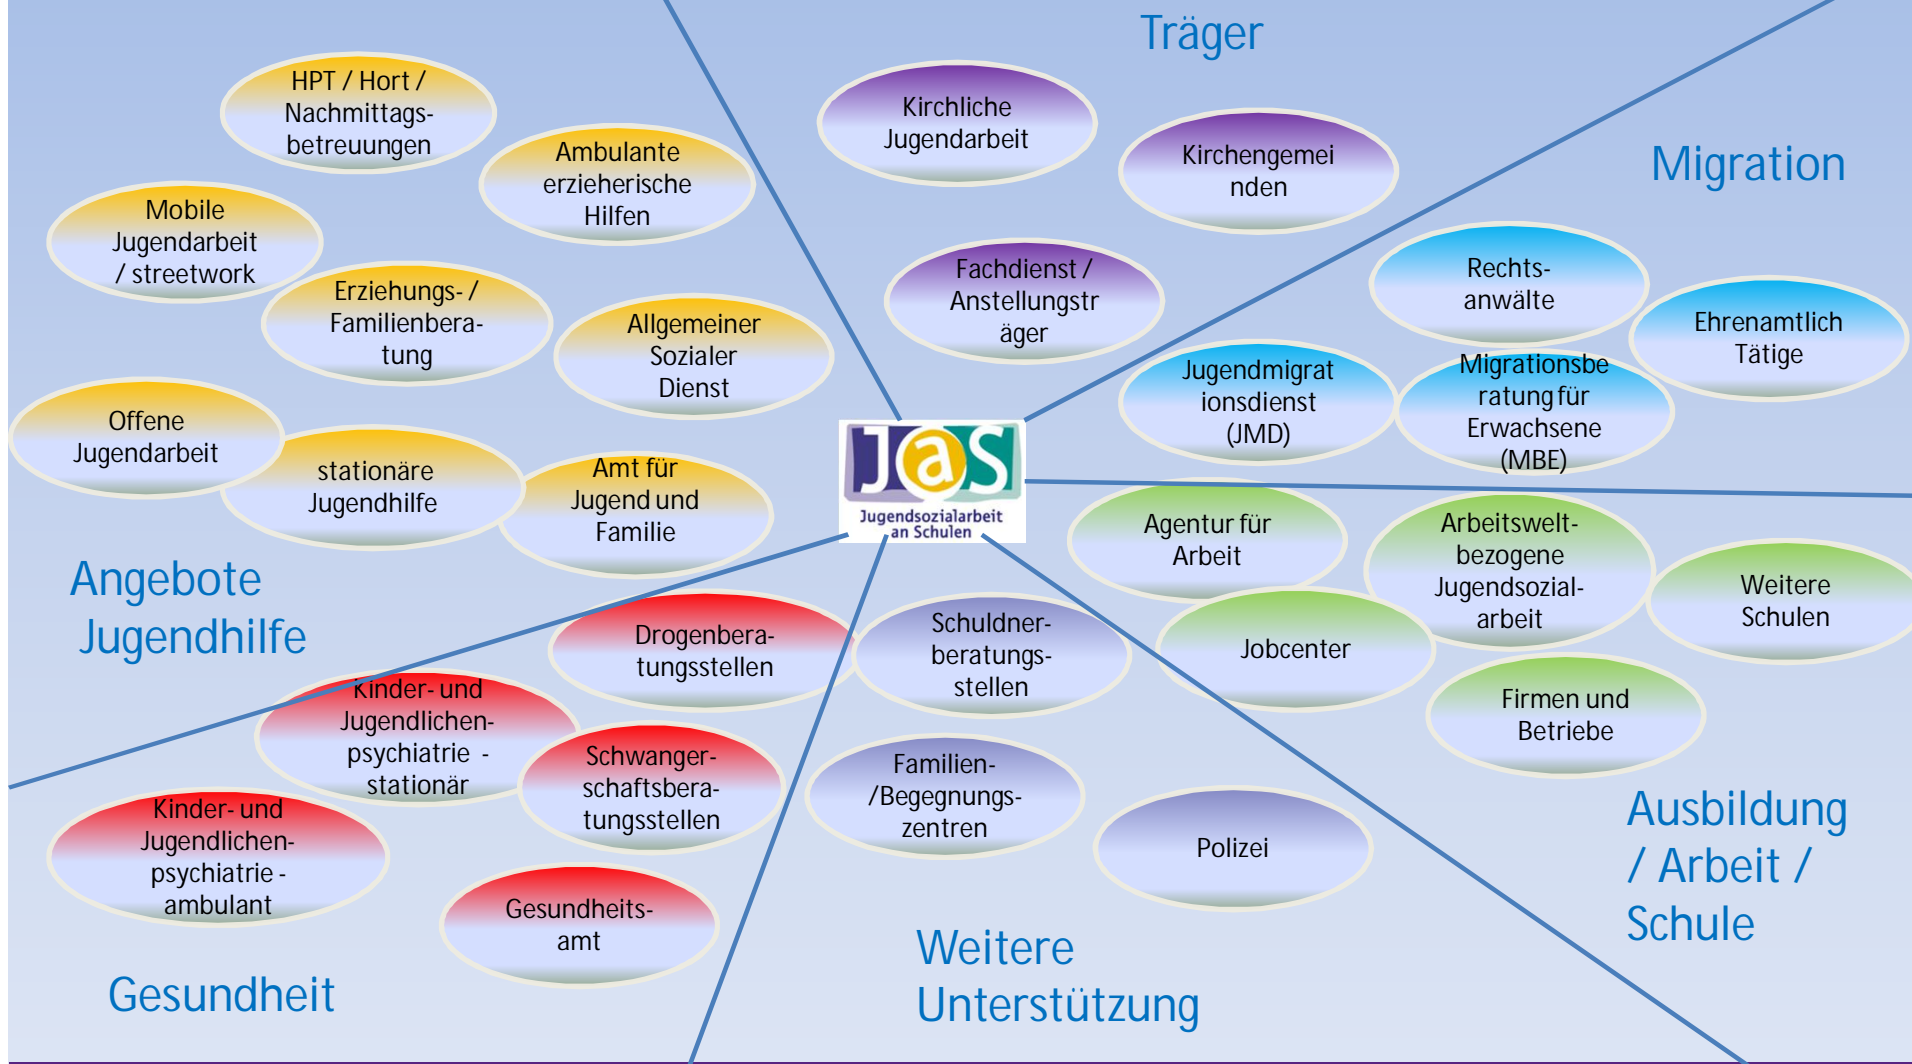 Träger
Kirchliche
Jugendarbeit
Kirchengemei
nden
Fachdienst /
Anstellungstr
äger
Migration
Rechts-
anwälte
Ehrenamtlich
Tätige
Jugendmigrat
ionsdienst
(JMD)
Migrationsbe
ratung für
Erwachsene
(MBE)
HPT / Hort /
Nachmittags-
betreuungen
Ambulante
erzieherische
Hilfen
Mobile
Jugendarbeit
/ streetwork
Erziehungs- /
Familienbera-
tung
Allgemeiner
Sozialer
Dienst
Offene
Jugendarbeit
stationäre
Jugendhilfe
Amt für
Jugend und
Familie
Angebote
Jugendhilfe
J@S
Jugendsozialarbeit
an Schulen
Agentur für
Arbeit
Arbeitswelt-
bezogene
Jugendsozial-
arbeit
Weitere
Schulen
Jobcenter
Firmen und
Betriebe
Ausbildung
/ Arbeit /
Schule
Drogenbera-
tungsstellen
Kinder- und
Jugendlichen-
psychiatrie -
stationär
Schwanger-
schaftsbera-
tungsstellen
Kinder- und
Jugendlichen-
psychiatrie -
ambulant
Gesundheits-
amt
Gesundheit
Schuldner-
beratungs-
stellen
Familien-
/Begegnungs-
zentren
Polizei
Weitere
Unterstützung